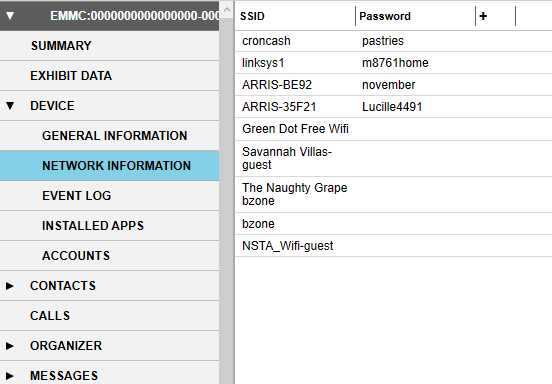 EMMC:0000000000000000-000
SUMMARY
EXHIBIT DATA
DEVICE
GENERAL INFORMATION
NETWORK INFORMATION
EVENT LOG
INSTALLED APPS
ACCOUNTS
CONTACTS
CALLS
ORGANIZER
MESSAGES
SSID Password +
croncash pastries
linksys1 m8761home
ARRIS-BE92 november
ARRIS-35F21 Lucille4491
Green Dot Free Wifi
Savannah Villas-
guest
The Naughty Grape
bzone
bzone
NSTA_Wifi-guest